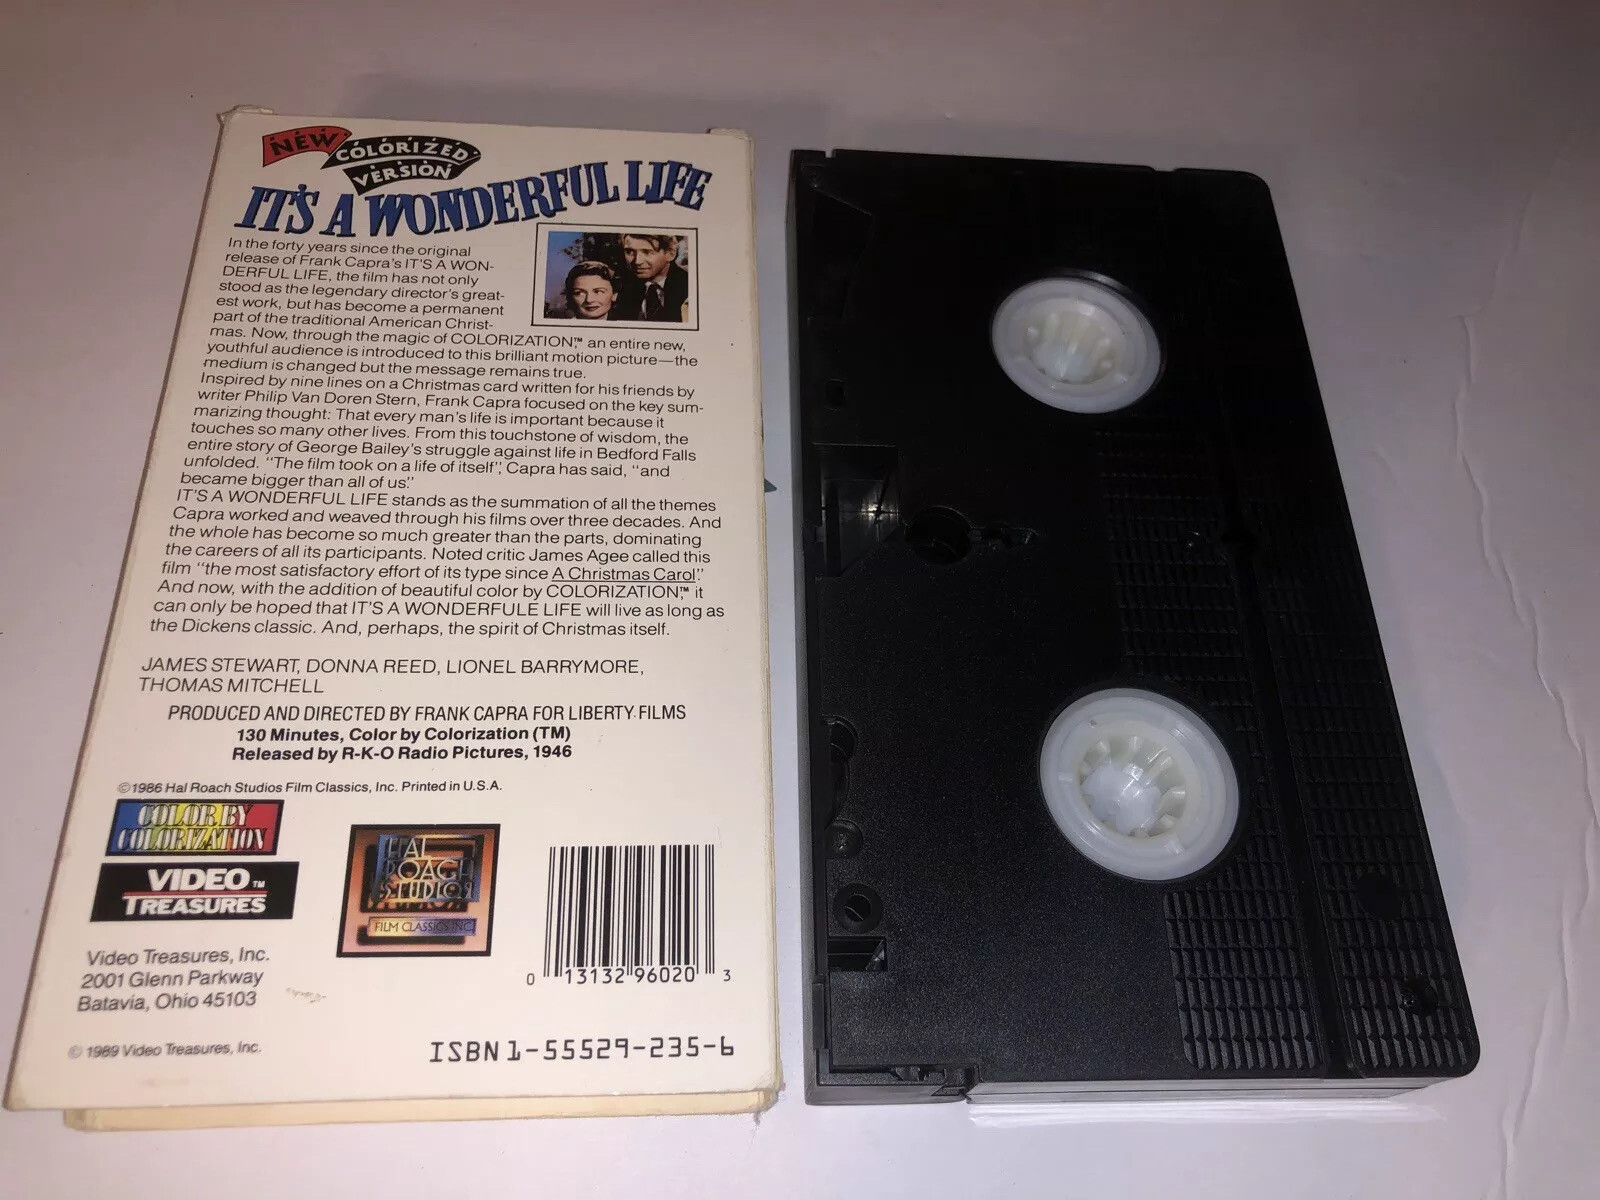 NEW COLORIZED
VERSION
IT'S A WONDERFUL LIFE
In the forty years since the original
release of Frank Capra's IT'S A WON-
DERFUL LIFE, the film has not only
stood as the legendary director's great-
est work, but has become a permanent
part of the traditional American Christ-
mas. Now, through the magic of COLORIZATION,™ an entire new,
youthful audience is introduced to this brilliant motion picture—the
medium is changed but the message remains true.
Inspired by nine lines on a Christmas card written for his friends by
writer Philip Van Doren Stern, Frank Capra focused on the key sum-
marizing thought: That every man's life is important because it
touches so many other lives. From this touchstone of wisdom, the
entire story of George Bailey's struggle against life in Bedford Falls
unfolded. "The film took on a life of itself", Capra has said, "and
became bigger than all of us."
IT'S A WONDERFUL LIFE stands as the summation of all the themes
Capra worked and weaved through his films over three decades. And
the whole has become so much greater than the parts, dominating
the careers of all its participants. Noted critic James Agee called this
film "the most satisfactory effort of its type since A Christmas Carol."
And now, with the addition of beautiful color by COLORIZATION,™ it
can only be hoped that IT'S A WONDERFULE LIFE will live as long as
the Dickens classic. And, perhaps, the spirit of Christmas itself.
JAMES STEWART, DONNA REED, LIONEL BARRYMORE,
THOMAS MITCHELL
PRODUCED AND DIRECTED BY FRANK CAPRA FOR LIBERTY FILMS
130 Minutes, Color by Colorization (TM)
Released by R-K-O Radio Pictures, 1946
©1986 Hal Roach Studios Film Classics, Inc. Printed in U.S.A.
COLOR BY
COLORIZATION
VIDEO TM
TREASURES
HAL
ROACH
STUDIOS
FILM CLASSICS INC.
Video Treasures, Inc.
2001 Glenn Parkway
Batavia, Ohio 45103
0 13132 96020 3
© 1989 Video Treasures, Inc.
ISBN 1-55529-235-6